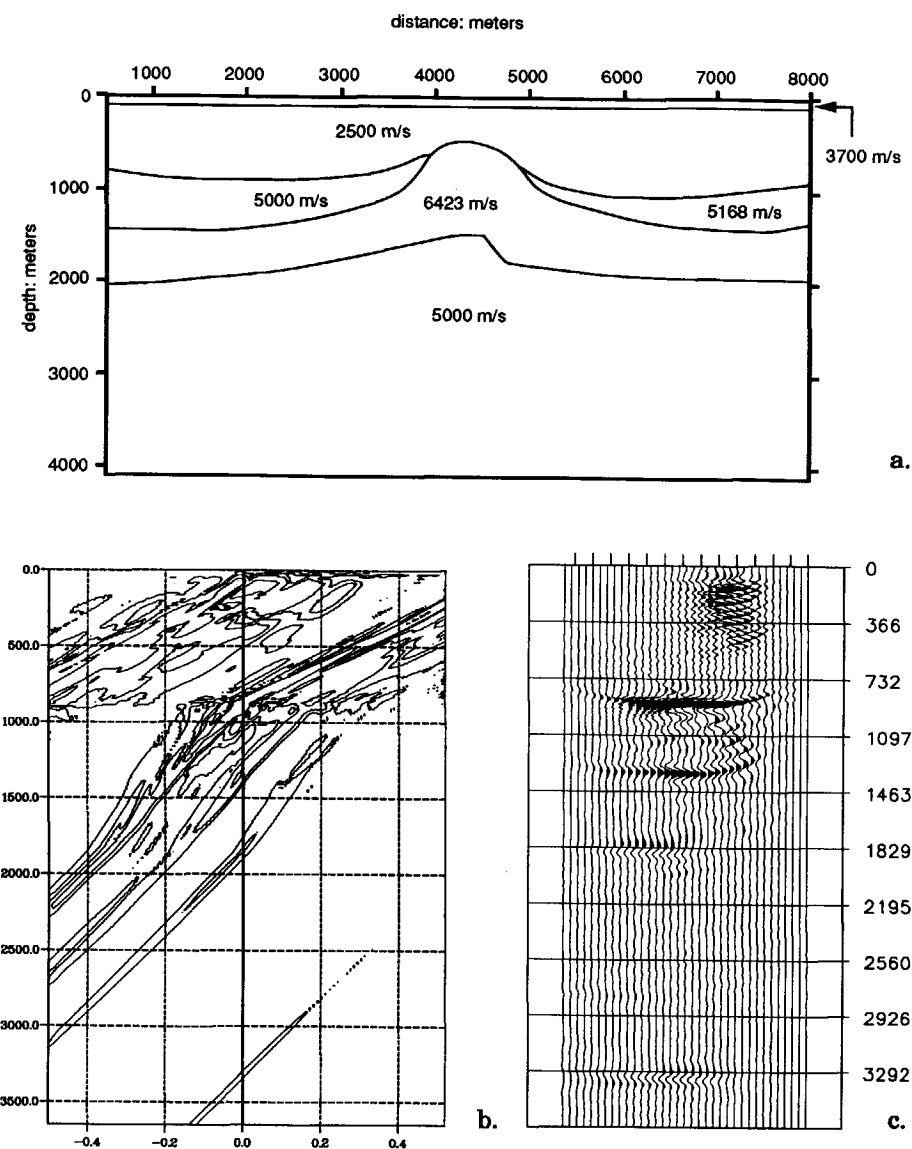 distance: meters
1000 2000 3000 4000 5000 6000 7000 8000
0
2500 m/s
3700 m/s
1000
5000 m/s
6423 m/s
5168 m/s
depth: meters
2000
5000 m/s
3000
4000
a.
0.0
500.0
1000.0
1500.0
2000.0
2500.0
3000.0
3500.0
-0.4 -0.2 0.0 0.2 0.4
b.
0
366
732
1097
1463
1829
2195
2560
2926
3292
c.